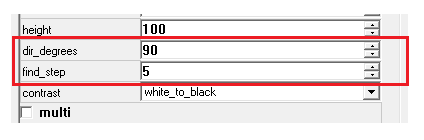 height 100
dir_degrees 90
find_step 5
contrast white_to_black
multi